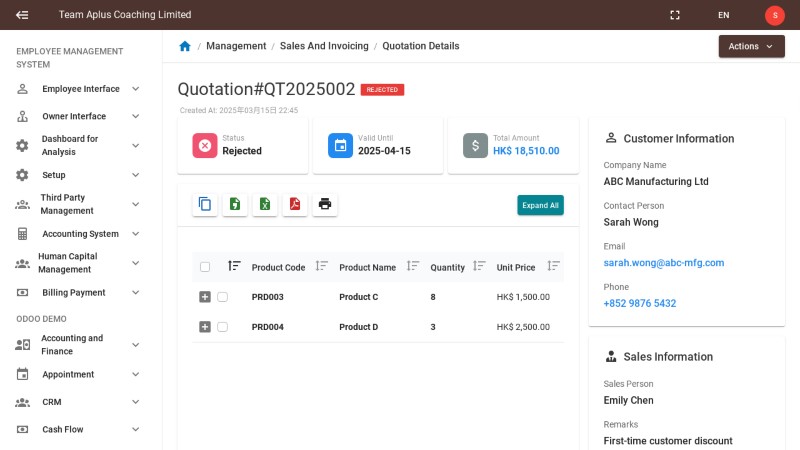 Team Aplus Coaching Limited
EN
S
EMPLOYEE MANAGEMENT
SYSTEM
Employee Interface
Owner Interface
Dashboard for
Analysis
Setup
Third Party
Management
Accounting System
Human Capital
Management
Billing Payment
ODOO DEMO
Accounting and
Finance
Appointment
CRM
Cash Flow
/ Management / Sales And Invoicing / Quotation Details
Actions
Quotation#QT2025002 REJECTED
Created At: 2025年03月15日 22:45
Status
Rejected
Valid Until
2025-04-15
Total Amount
HK$ 18,510.00
Expand All
Product Code Product Name Quantity Unit Price
PRD003 Product C 8 HK$ 1,500.00
PRD004 Product D 3 HK$ 2,500.00
Customer Information
Company Name
ABC Manufacturing Ltd
Contact Person
Sarah Wong
Email
sarah.wong@abc-mfg.com
Phone
+852 9876 5432
Sales Information
Sales Person
Emily Chen
Remarks
First-time customer discount